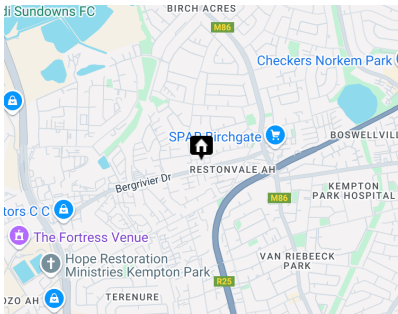 di Sundowns FC
BIRCH ACRES
M86
Checkers Norkem Park
SPAR Birchgate
BOSWELLVIL
RESTONVALE AH
Bergrivier Dr
KEMPTON
PARK HOSPITAL
M86
tors C C
The Fortress Venue
Hope Restoration
Ministries Kempton Park
VAN RIEBEECK
PARK
R25
OZO AH
TERENURE